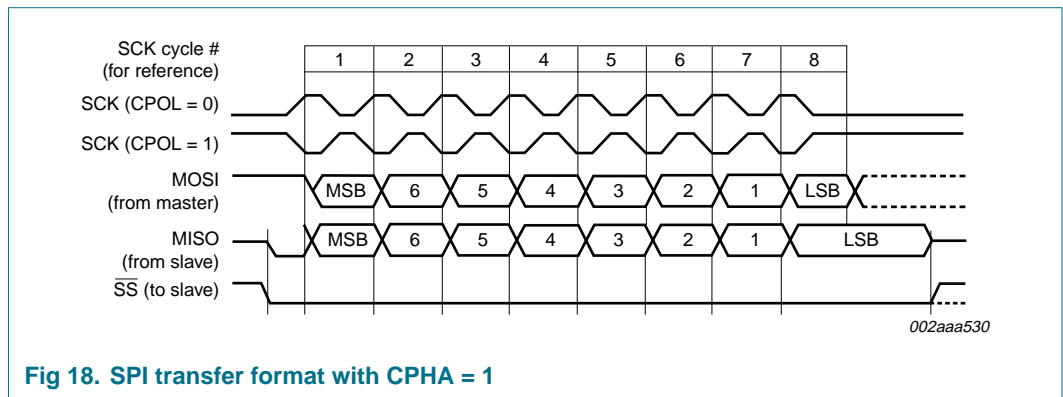 SCK cycle #
(for reference)
1 2 3 4 5 6 7 8
SCK (CPOL = 0)
SCK (CPOL = 1)
MOSI
(from master)
MSB 6 5 4 3 2 1 LSB
MISO
(from slave)
MSB 6 5 4 3 2 1 LSB
SS (to slave)
002aaa530
Fig 18. SPI transfer format with CPHA = 1